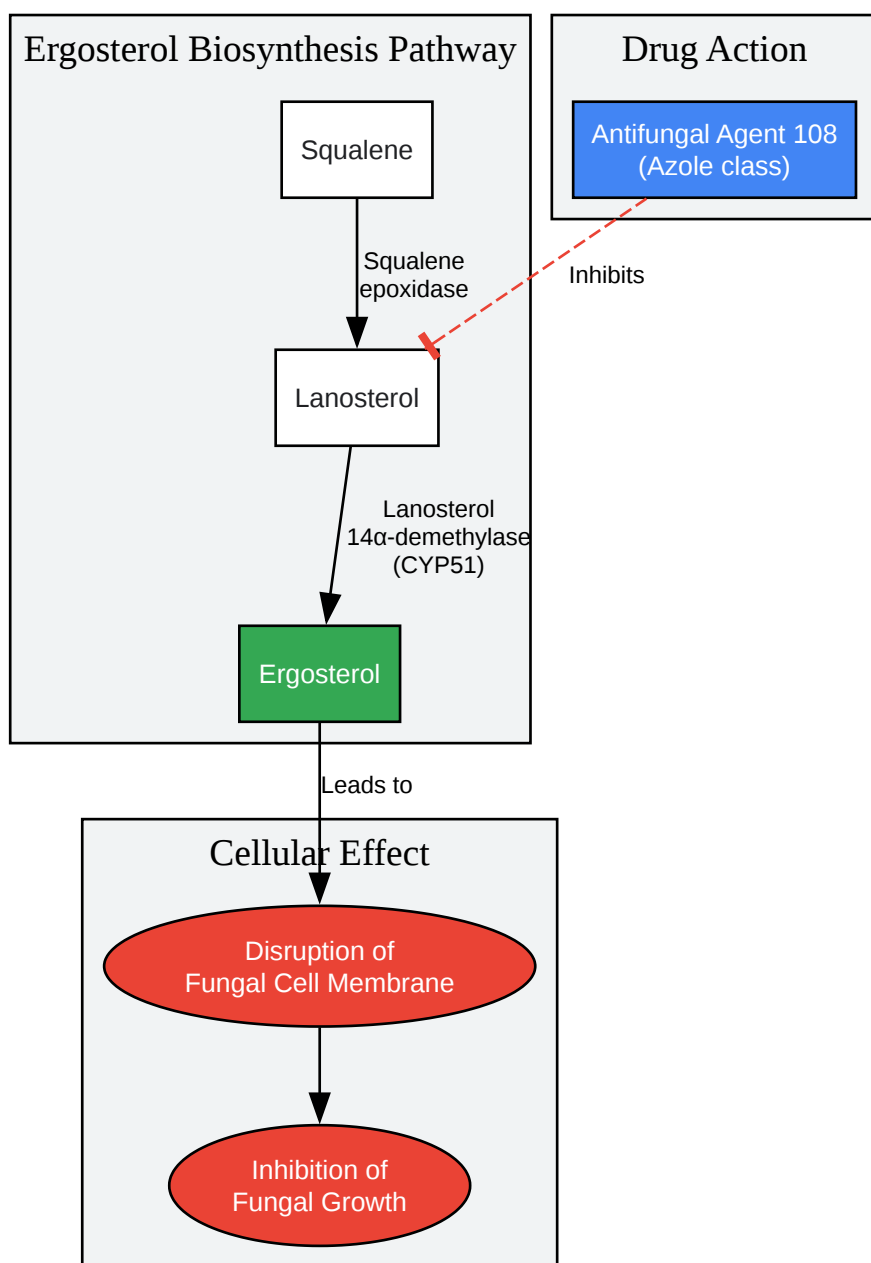 Ergosterol Biosynthesis Pathway
Drug Action
Squalene
Antifungal Agent 108
(Azole class)
Squalene
epoxidase
Inhibits
Lanosterol
Lanosterol
14α-demethylase
(CYP51)
Ergosterol
Leads to
Cellular Effect
Disruption of
Fungal Cell Membrane
Inhibition of
Fungal Growth